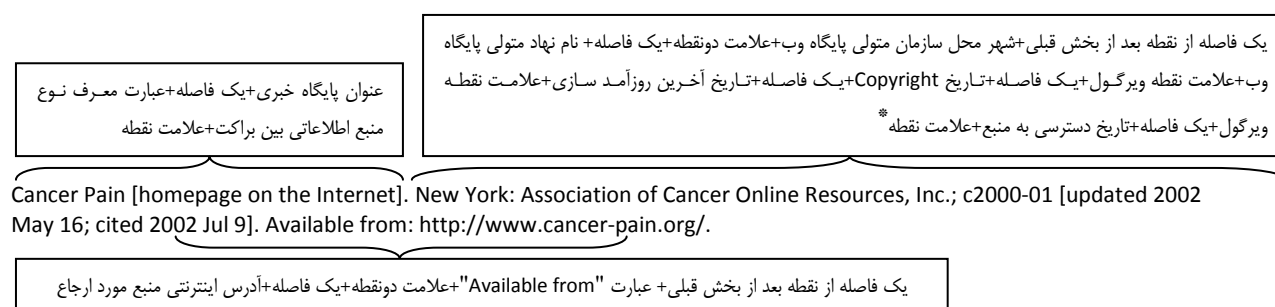 یک فاصله از نقطه بعد از بخش قبلی+شهر محل سازمان متولی پایگاه وب+علامت دونقطه+یک فاصله+ نام نهاد متولی پایگاه
وب+علامت نقطه ویرگول+یک فاصله+تاریخ Copyright+یک فاصله+تاریخ آخرین روزآمد سازی+علامت نقطه
ویرگول+یک فاصله+تاریخ دسترسی به منبع+علامت نقطه*
عنوان پایگاه خبری+یک فاصله+عبارت معرف نوع
منبع اطلاعاتی بین براکت+علامت نقطه
Cancer Pain [homepage on the Internet]. New York: Association of Cancer Online Resources, Inc.; c2000-01 [updated 2002
May 16; cited 2002 Jul 9]. Available from: http://www.cancer-pain.org/.
یک فاصله از نقطه بعد از بخش قبلی+ عبارت "Available from"+علامت دونقطه+یک فاصله+آدرس اینترنتی منبع مورد ارجاع